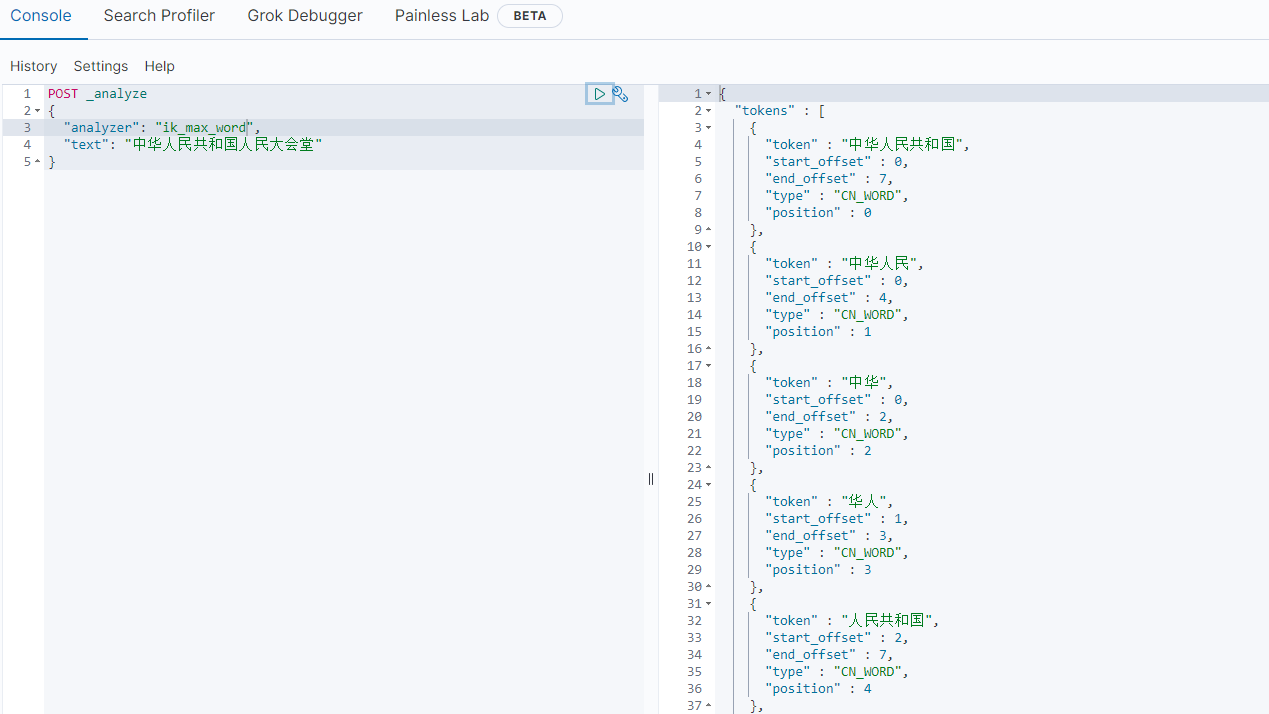 Console Search Profiler Grok Debugger Painless Lab BETA
History Settings Help
1 POST _analyze
2 {
3 "analyzer": "ik_max_word",
4 "text": "中华人民共和国人民大会堂"
5 }
1 {
2 "tokens" : [
3 {
4 "token" : "中华人民共和国",
5 "start_offset" : 0,
6 "end_offset" : 7,
7 "type" : "CN_WORD",
8 "position" : 0
9 },
10 {
11 "token" : "中华人民",
12 "start_offset" : 0,
13 "end_offset" : 4,
14 "type" : "CN_WORD",
15 "position" : 1
16 },
17 {
18 "token" : "中华",
19 "start_offset" : 0,
20 "end_offset" : 2,
21 "type" : "CN_WORD",
22 "position" : 2
23 },
24 {
25 "token" : "华人",
26 "start_offset" : 1,
27 "end_offset" : 3,
28 "type" : "CN_WORD",
29 "position" : 3
30 },
31 {
32 "token" : "人民共和国",
33 "start_offset" : 2,
34 "end_offset" : 7,
35 "type" : "CN_WORD",
36 "position" : 4
37 },